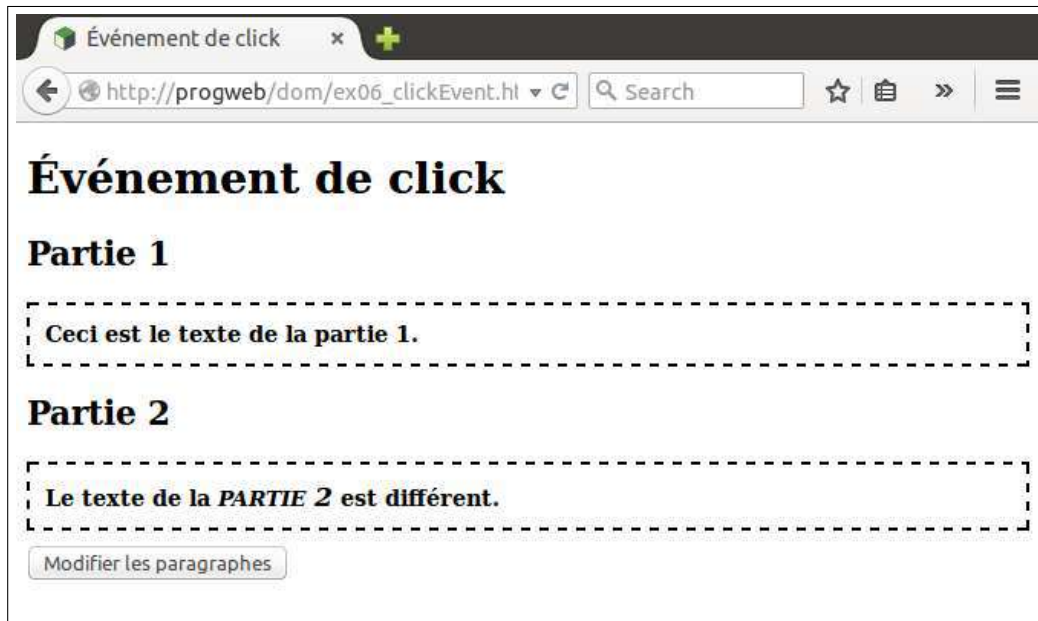 Événement de click
http://progweb/dom/ex06_clickEvent.ht
Search
Événement de click
Partie 1
Ceci est le texte de la partie 1.
Partie 2
Le texte de la PARTIE 2 est différent.
Modifier les paragraphes